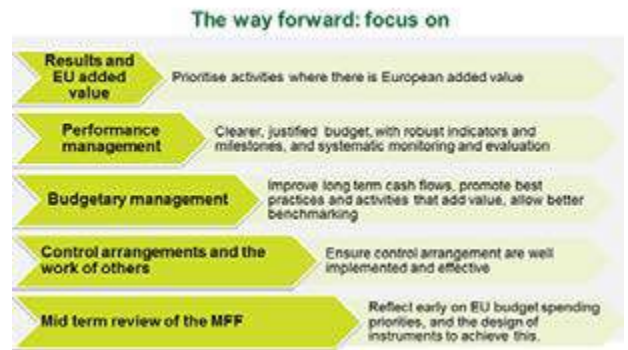 The way forward: focus on
Results and
EU added
value
Prioritise activities where there is European added value
Performance
management
Clearer, justified budget, with robust indicators and
milestones, and systematic monitoring and evaluation
Budgetary management
Improve long term cash flows, promote best
practices and activities that add value, allow better
benchmarking
Control arrangements and the
work of others
Ensure control arrangement are well
implemented and effective
Mid term review of the MFF
Reflect early on EU budget spending
priorities, and the design of
instruments to achieve this.